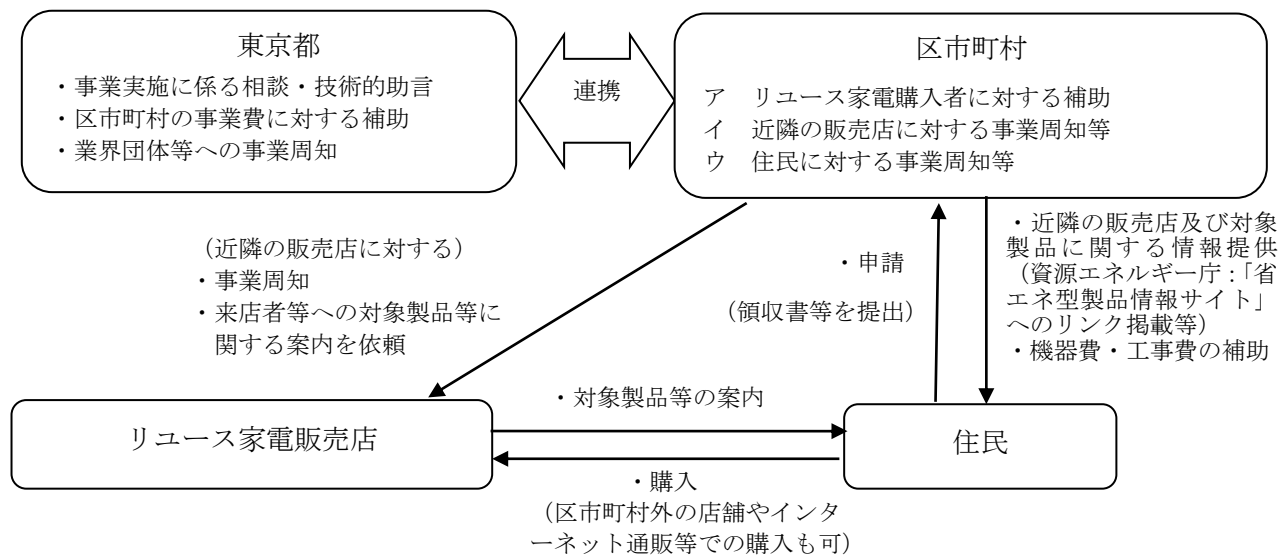 東京都
・事業実施に係る相談・技術的助言
・区市町村の事業費に対する補助
・業界団体等への事業周知
連携
区市町村
ア　リユース家電購入者に対する補助
イ　近隣の販売店に対する事業周知等
ウ　住民に対する事業周知等
（近隣の販売店に対する）
・事業周知
・来店者等への対象製品等に
関する案内を依頼
・申請
（領収書等を提出）
・近隣の販売店及び対象
製品に関する情報提供
（資源エネルギー庁：「省
エネ型製品情報サイト」
へのリンク掲載等）
・機器費・工事費の補助
・対象製品等の案内
リユース家電販売店
住民
・購入
（区市町村外の店舗やインタ
ーネット通販等での購入も可）